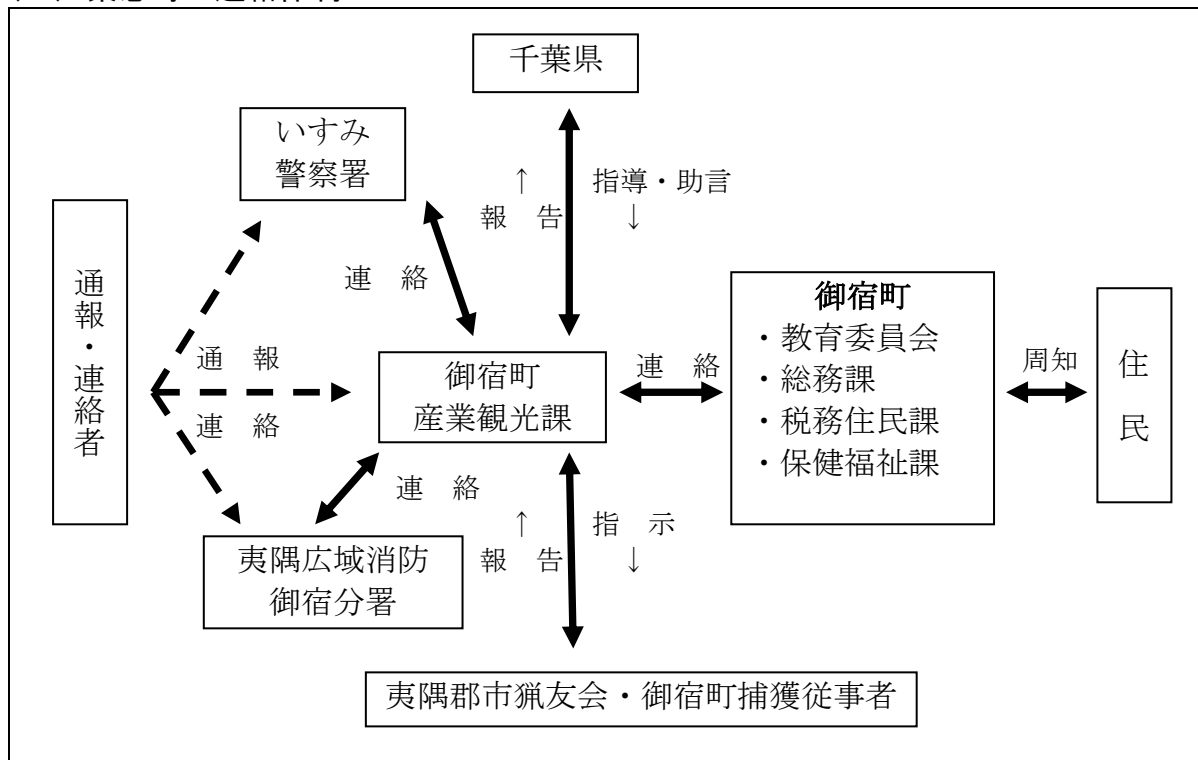 千葉県
いすみ
警察署
↑
報 告
指導・助言
↓
連 絡
通報・連絡者
通 報
連 絡
御宿町
産業観光課
連 絡
御宿町
・教育委員会
・総務課
・税務住民課
・保健福祉課
周知
住民
連 絡
夷隅広域消防
御宿分署
↑
報 告
指 示
↓
夷隅郡市猟友会・御宿町捕獲従事者